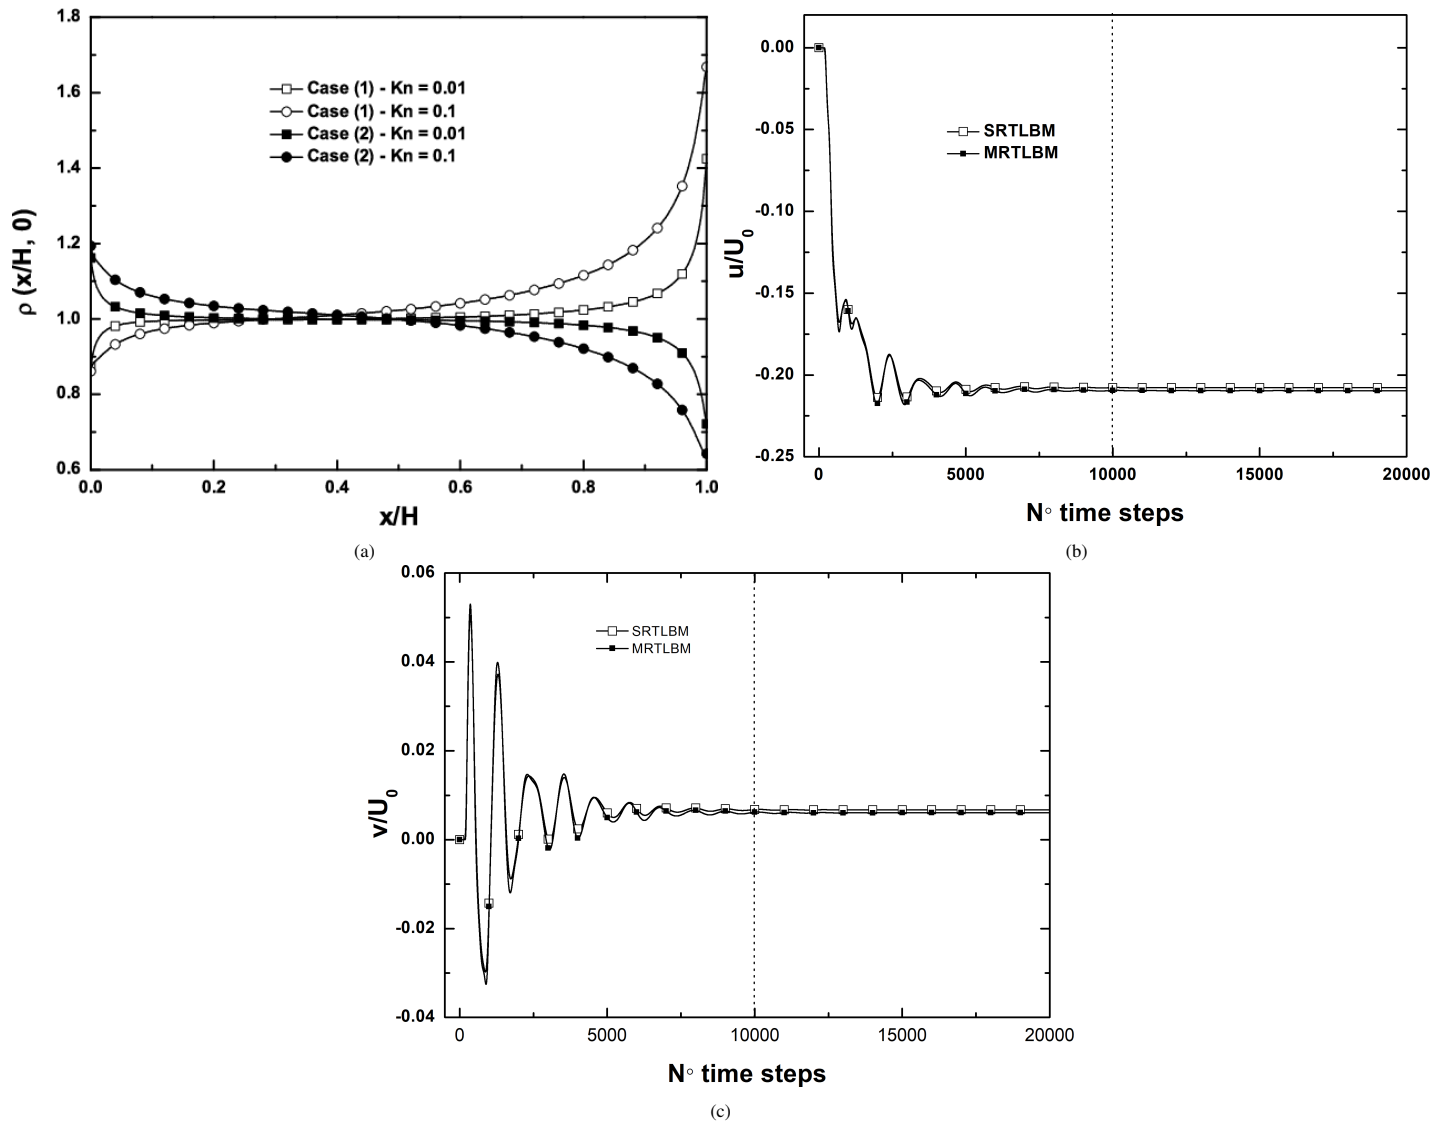 1.8
1.6
1.4
1.2
1.0
0.8
0.6
ρ (x/H, 0)
Case (1) - Kn = 0.01
Case (1) - Kn = 0.1
Case (2) - Kn = 0.01
Case (2) - Kn = 0.1
0.0 0.2 0.4 0.6 0.8 1.0
x/H
(a)
0.00
-0.05
-0.10
-0.15
-0.20
-0.25
u/U₀
SRTLBM
MRTLBM
0 5000 10000 15000 20000
N° time steps
(b)
0.06
0.04
0.02
0.00
-0.02
-0.04
v/U₀
SRTLBM
MRTLBM
0 5000 10000 15000 20000
N° time steps
(c)